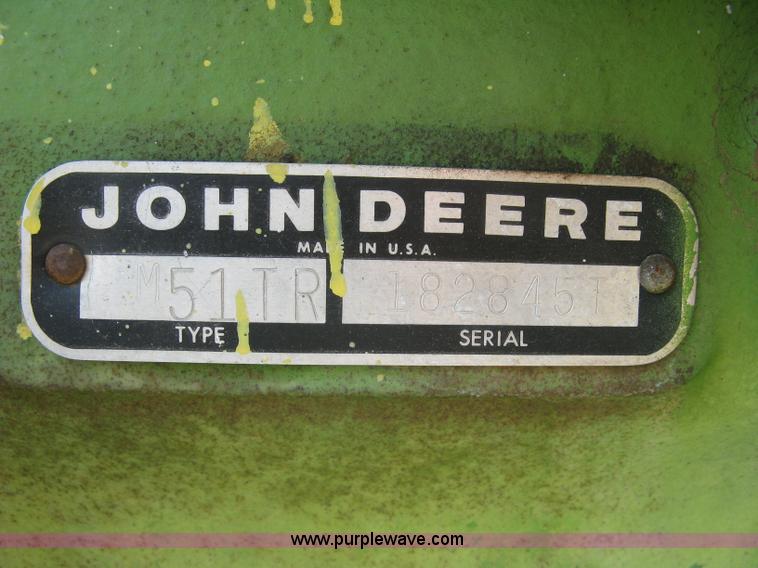 JOHN DEERE
MADE IN U.S.A.
M51TR 182845T
TYPE SERIAL
www.purplewave.com